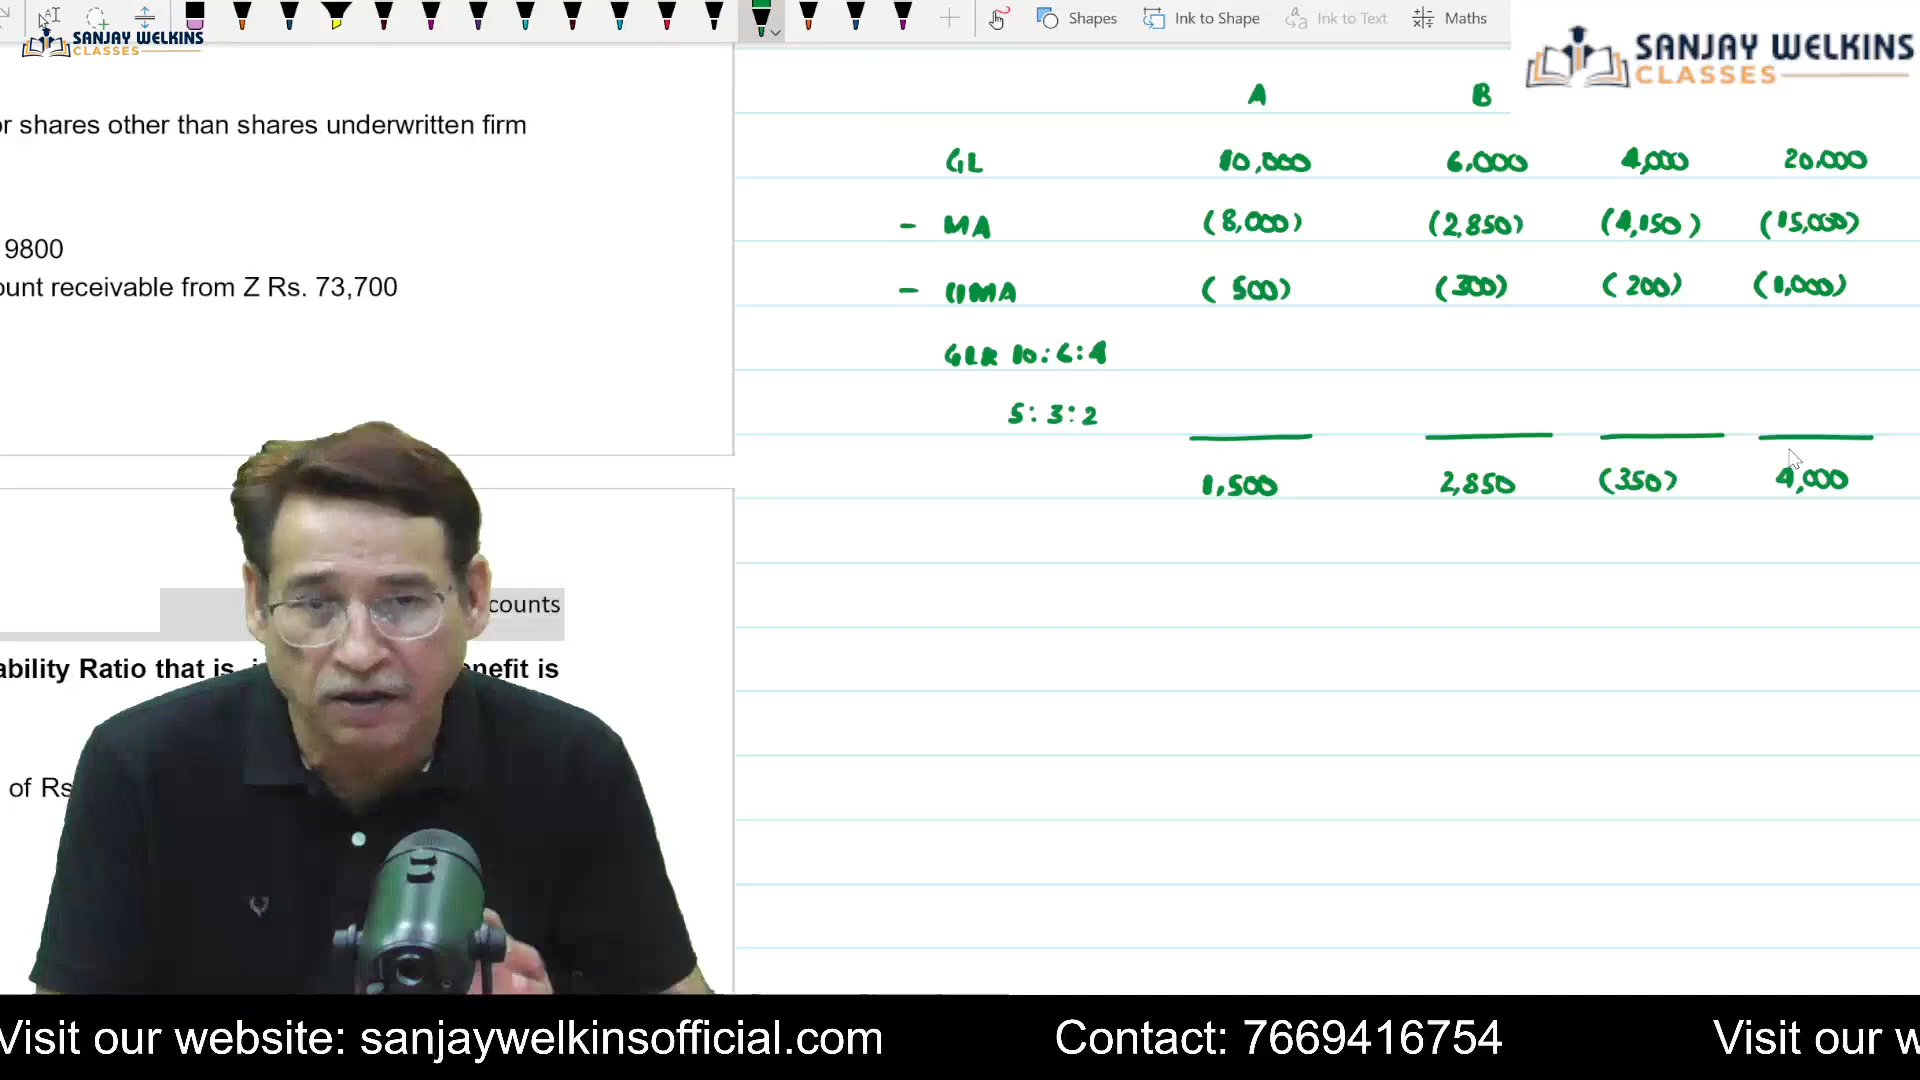 Shapes Ink to Shape Ink to Text Maths
SANJAY WELKINS
CLASSES
SANJAY WELKINS
CLASSES
r shares other than shares underwritten firm
9800
ount receivable from Z Rs. 73,700
counts
ability Ratio that is
nefit is
of Rs
A B
GL 10,000 6,000 4,000 20,000
- MA (8,000) (2,850) (4,150) (15,000)
- UMA (500) (300) (200) (1,000)
GLR 10:6:4
5:3:2
1,500 2,850 (350) 4,000
Visit our website: sanjaywelkinsofficial.com Contact: 7669416754 Visit our w